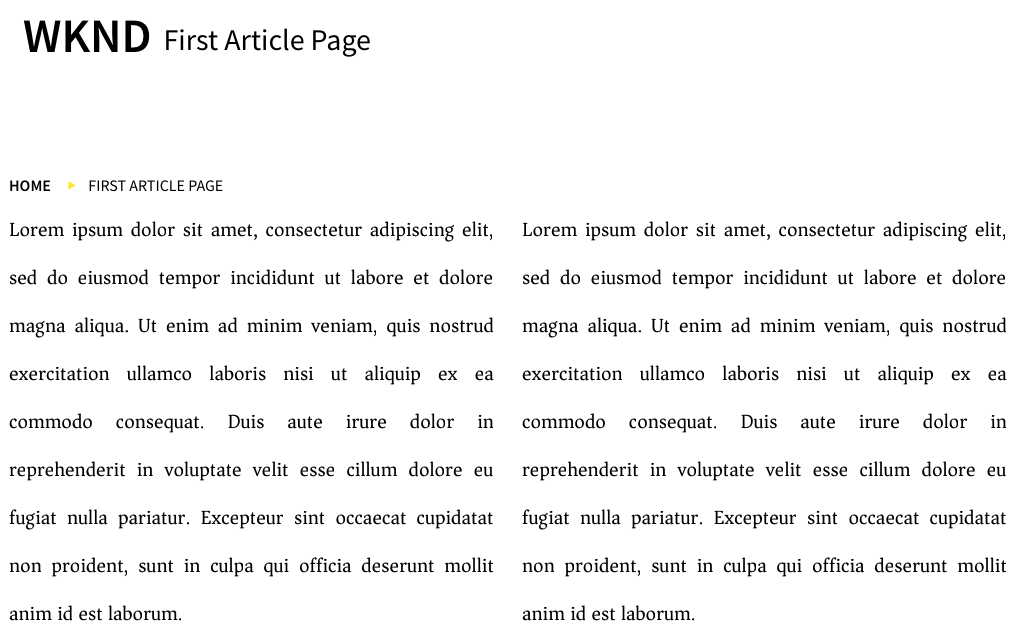 WKND First Article Page
HOME FIRST ARTICLE PAGE
Lorem ipsum dolor sit amet, consectetur adipiscing elit,
sed do eiusmod tempor incididunt ut labore et dolore
magna aliqua. Ut enim ad minim veniam, quis nostrud
exercitation ullamco laboris nisi ut aliquip ex ea
commodo consequat. Duis aute irure dolor in
reprehenderit in voluptate velit esse cillum dolore eu
fugiat nulla pariatur. Excepteur sint occaecat cupidatat
non proident, sunt in culpa qui officia deserunt mollit
anim id est laborum.
Lorem ipsum dolor sit amet, consectetur adipiscing elit,
sed do eiusmod tempor incididunt ut labore et dolore
magna aliqua. Ut enim ad minim veniam, quis nostrud
exercitation ullamco laboris nisi ut aliquip ex ea
commodo consequat. Duis aute irure dolor in
reprehenderit in voluptate velit esse cillum dolore eu
fugiat nulla pariatur. Excepteur sint occaecat cupidatat
non proident, sunt in culpa qui officia deserunt mollit
anim id est laborum.